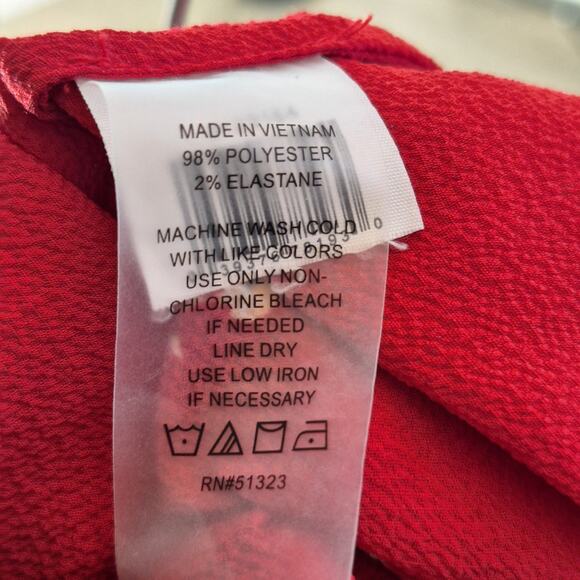 MADE IN VIETNAM
98% POLYESTER
2% ELASTANE
MACHINE WASH COLD
WITH LIKE COLORS
USE ONLY NON-
CHLORINE BLEACH
IF NEEDED
LINE DRY
USE LOW IRON
IF NECESSARY
RN#51323